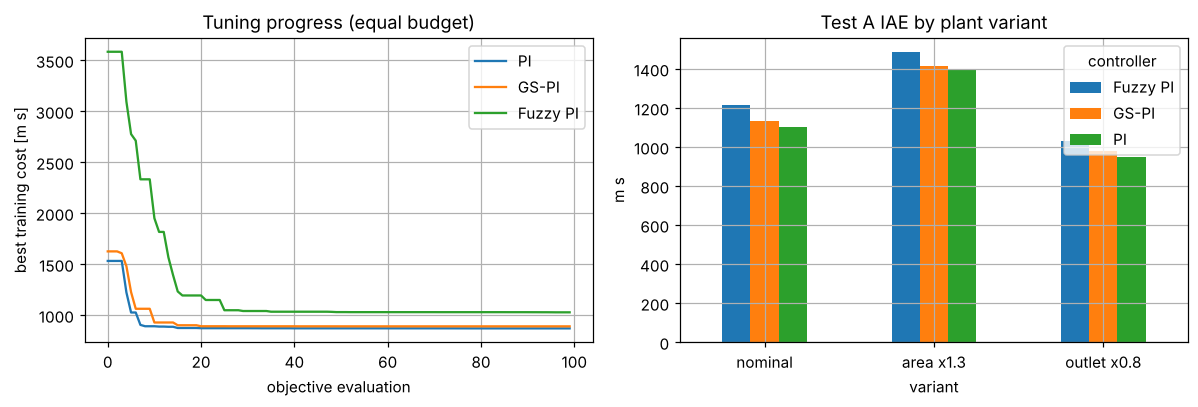 Tuning progress (equal budget)
best training cost [m s]
3500
3000
2500
2000
1500
1000
0
20
40
60
80
100
objective evaluation
PI
GS-PI
Fuzzy PI
Test A IAE by plant variant
m s
1400
1200
1000
800
600
400
200
0
nominal
area x1.3
outlet x0.8
variant
controller
Fuzzy PI
GS-PI
PI